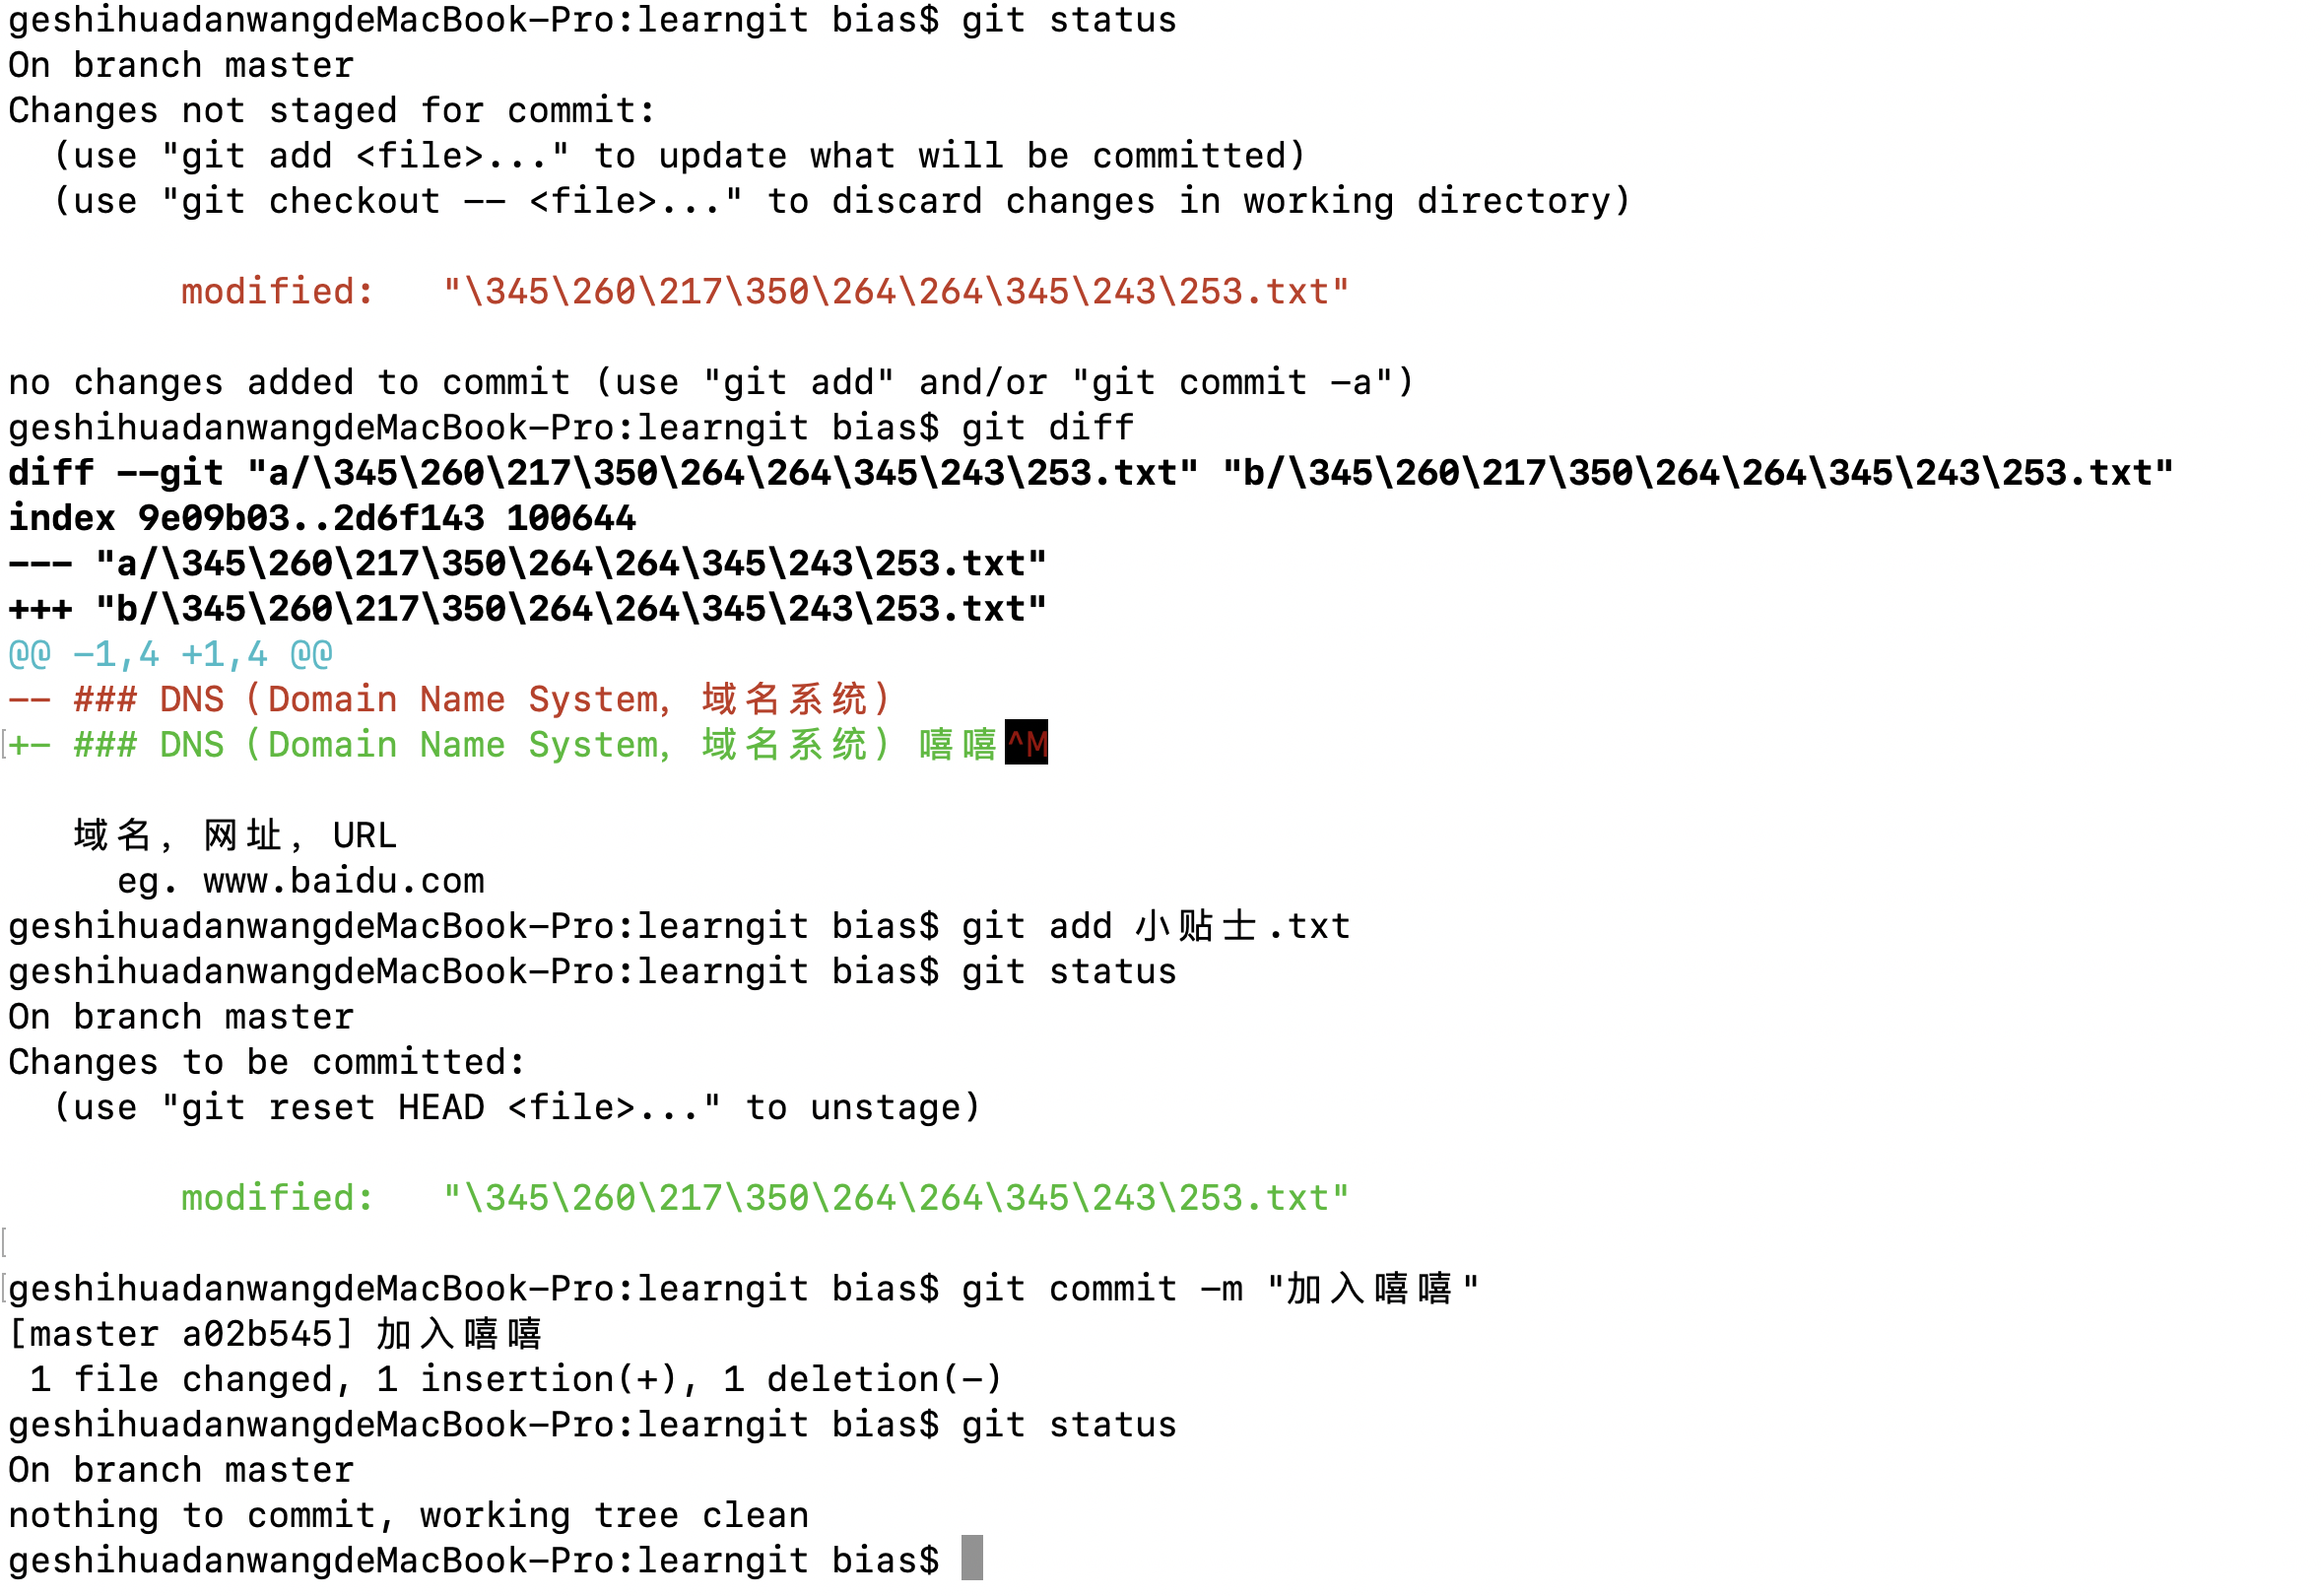 geshihuadanwangdeMacBook-Pro:learngit bias$ git status
On branch master
Changes not staged for commit:
  (use "git add <file>..." to update what will be committed)
  (use "git checkout -- <file>..." to discard changes in working directory)
        modified:   "\345\260\217\350\264\264\345\243\253.txt"
no changes added to commit (use "git add" and/or "git commit -a")
geshihuadanwangdeMacBook-Pro:learngit bias$ git diff
diff --git "a/\345\260\217\350\264\264\345\243\253.txt" "b/\345\260\217\350\264\264\345\243\253.txt"
index 9e09b03..2d6f143 100644
--- "a/\345\260\217\350\264\264\345\243\253.txt"
+++ "b/\345\260\217\350\264\264\345\243\253.txt"
@@ -1,4 +1,4 @@
-- ### DNS（Domain Name System，域名系统）
+- ### DNS（Domain Name System，域名系统）嘻嘻^M
   域名，网址，URL
     eg. www.baidu.com
geshihuadanwangdeMacBook-Pro:learngit bias$ git add 小贴士.txt
geshihuadanwangdeMacBook-Pro:learngit bias$ git status
On branch master
Changes to be committed:
  (use "git reset HEAD <file>..." to unstage)
        modified:   "\345\260\217\350\264\264\345\243\253.txt"
geshihuadanwangdeMacBook-Pro:learngit bias$ git commit -m "加入嘻嘻"
[master a02b545] 加入嘻嘻
 1 file changed, 1 insertion(+), 1 deletion(-)
geshihuadanwangdeMacBook-Pro:learngit bias$ git status
On branch master
nothing to commit, working tree clean
geshihuadanwangdeMacBook-Pro:learngit bias$